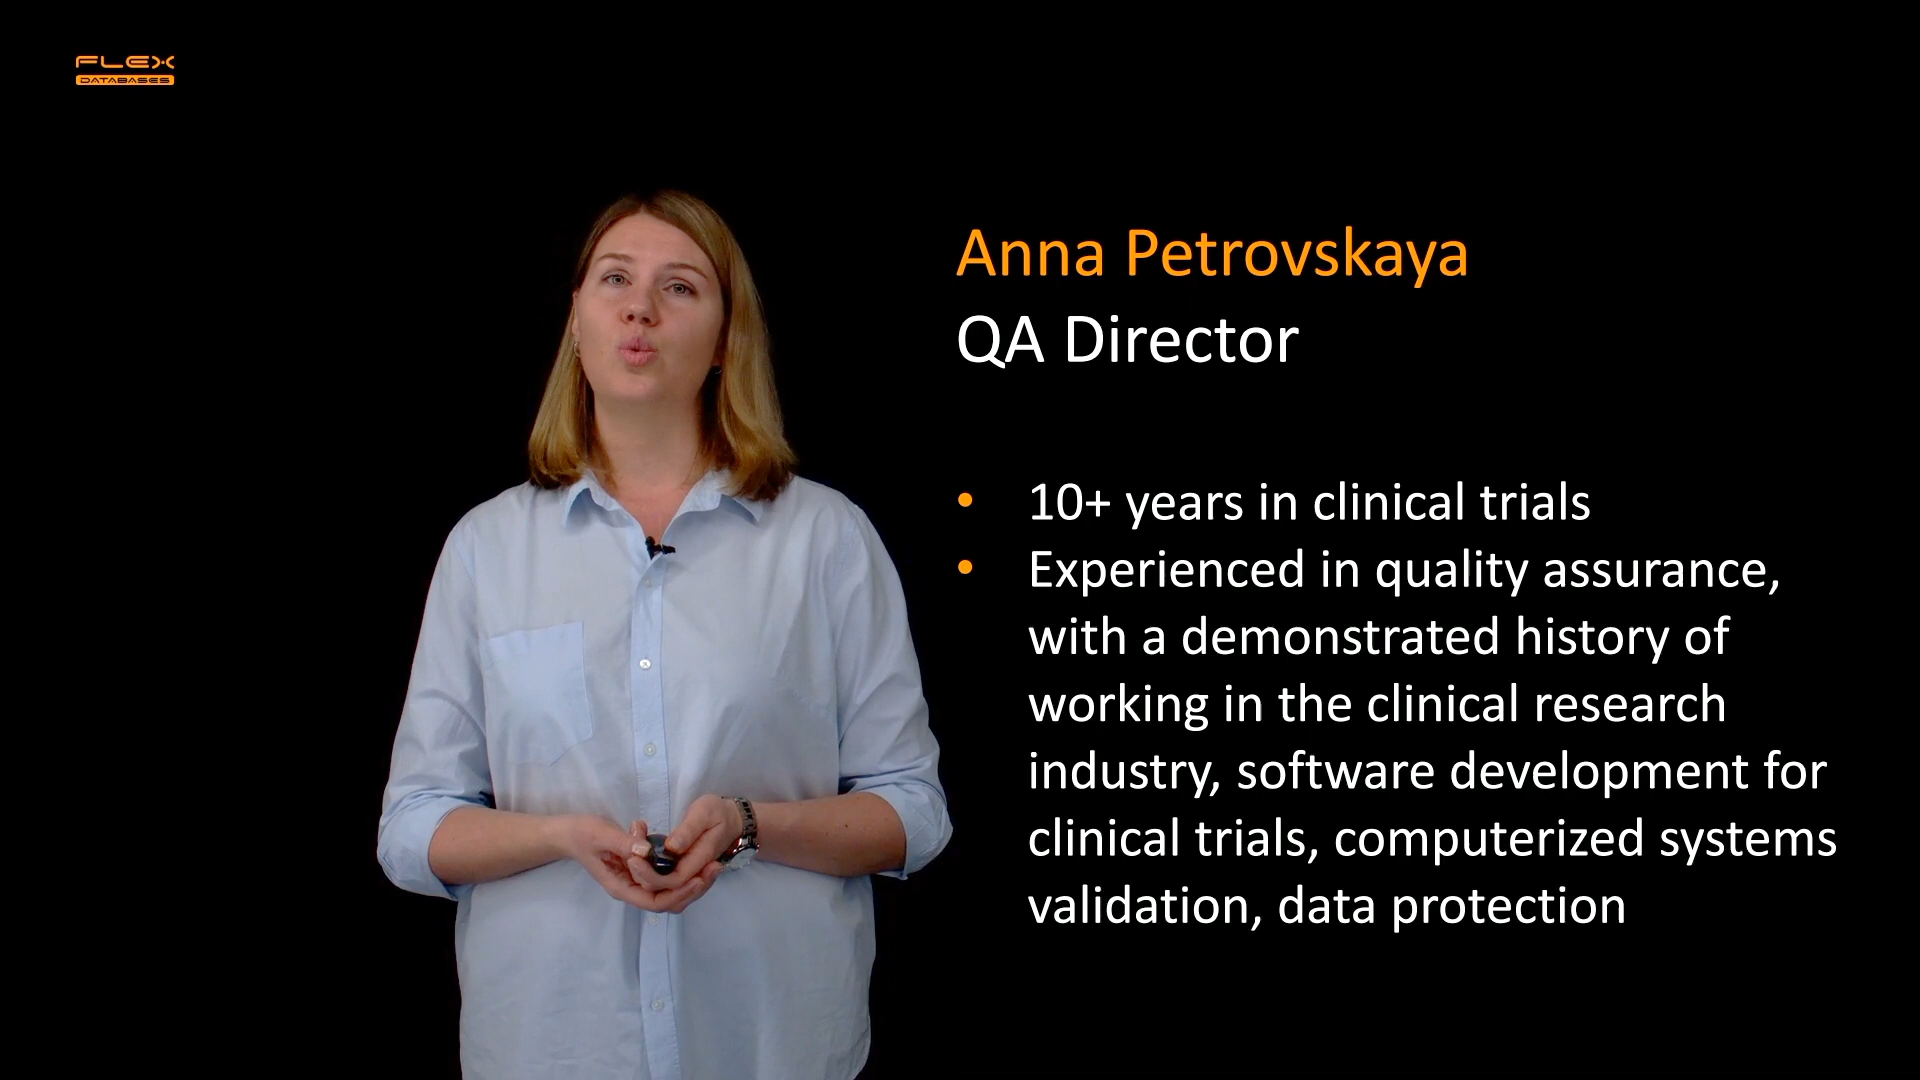 FLEX
DATABASES
Anna Petrovskaya
QA Director
• 10+ years in clinical trials
• Experienced in quality assurance,
with a demonstrated history of
working in the clinical research
industry, software development for
clinical trials, computerized systems
validation, data protection